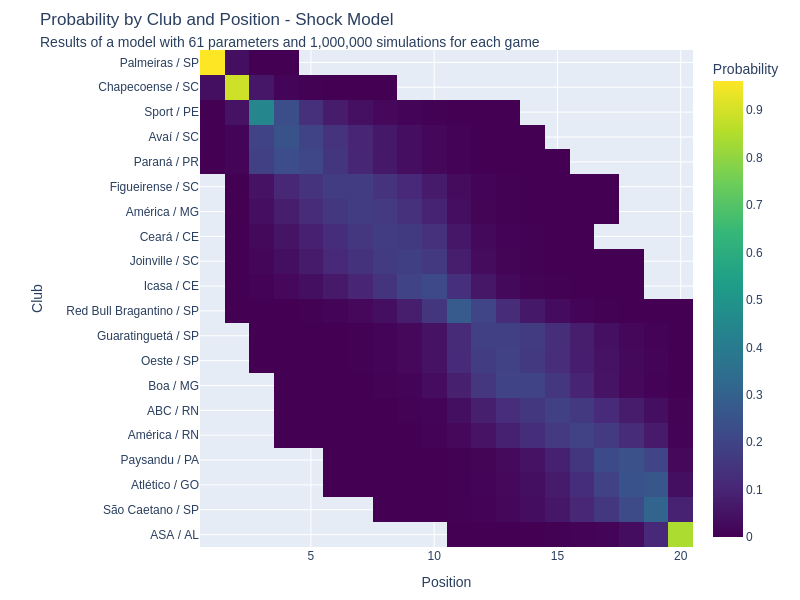 Probability by Club and Position - Shock Model
Results of a model with 61 parameters and 1,000,000 simulations for each game
Probability
Palmeiras / SP
Chapecoense / SC
Sport / PE
Avaí / SC
Paraná / PR
Figueirense / SC
América / MG
Ceará / CE
Joinville / SC
Icasa / CE
Red Bull Bragantino / SP
Guaratinguetá / SP
Oeste / SP
Boa / MG
ABC / RN
América / RN
Paysandu / PA
Atlético / GO
São Caetano / SP
ASA / AL
Club
5
10
15
20
Position
0.9
0.8
0.7
0.6
0.5
0.4
0.3
0.2
0.1
0